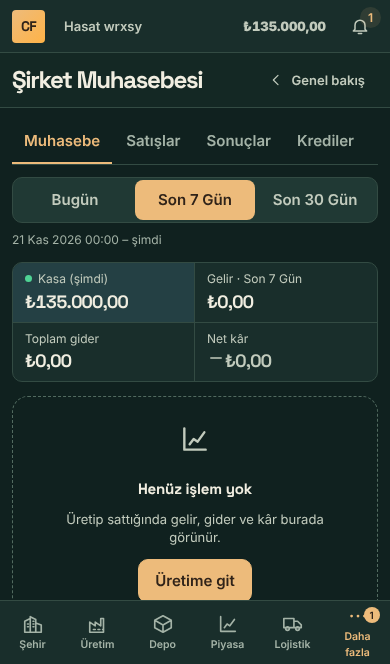 CF Hasat wrxsy ₺135.000,00 1
Şirket Muhasebesi Genel bakış
Muhasebe Satışlar Sonuçlar Krediler
Bugün Son 7 Gün Son 30 Gün
21 Kas 2026 00:00 – şimdi
Kasa (şimdi) Gelir · Son 7 Gün
₺135.000,00 ₺0,00
Toplam gider Net kâr
₺0,00 — ₺0,00
Henüz işlem yok
Üretip sattığında gelir, gider ve kâr burada
görünür.
Üretime git
1
Şehir Üretim Depo Piyasa Lojistik Daha
fazla